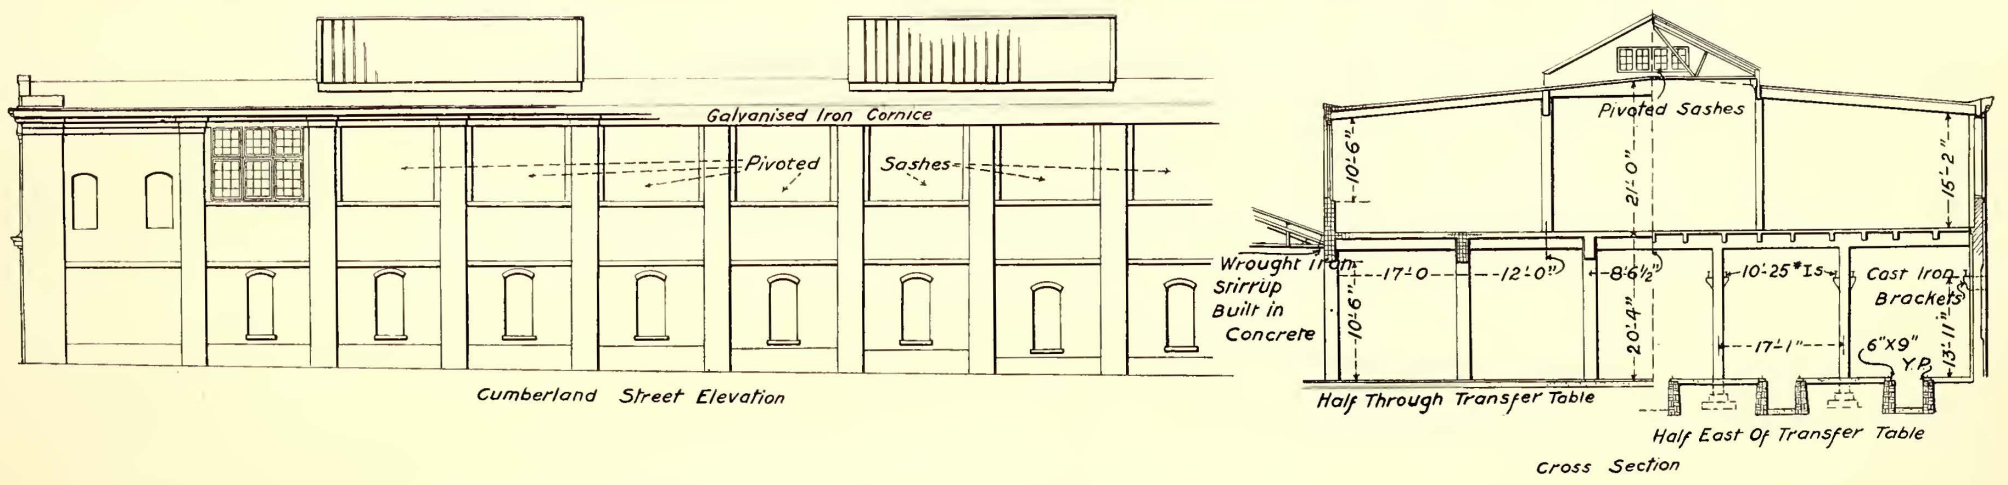 Galvanised Iron Cornice
Pivoted Sashes
Cumberland Street Elevation
Pivoted Sashes
10'-6"
21'-0"
15'-2"
Wrought Iron
Stirrup
Built in
Concrete
17'-0
12'-0"
8'-6½"
10"-25# Is
Cast Iron
Brackets
10'-6"
20'-4"
17'-1"
6"x9"
Y.P.
13'-11"
Half Through Transfer Table
Half East Of Transfer Table
Cross Section